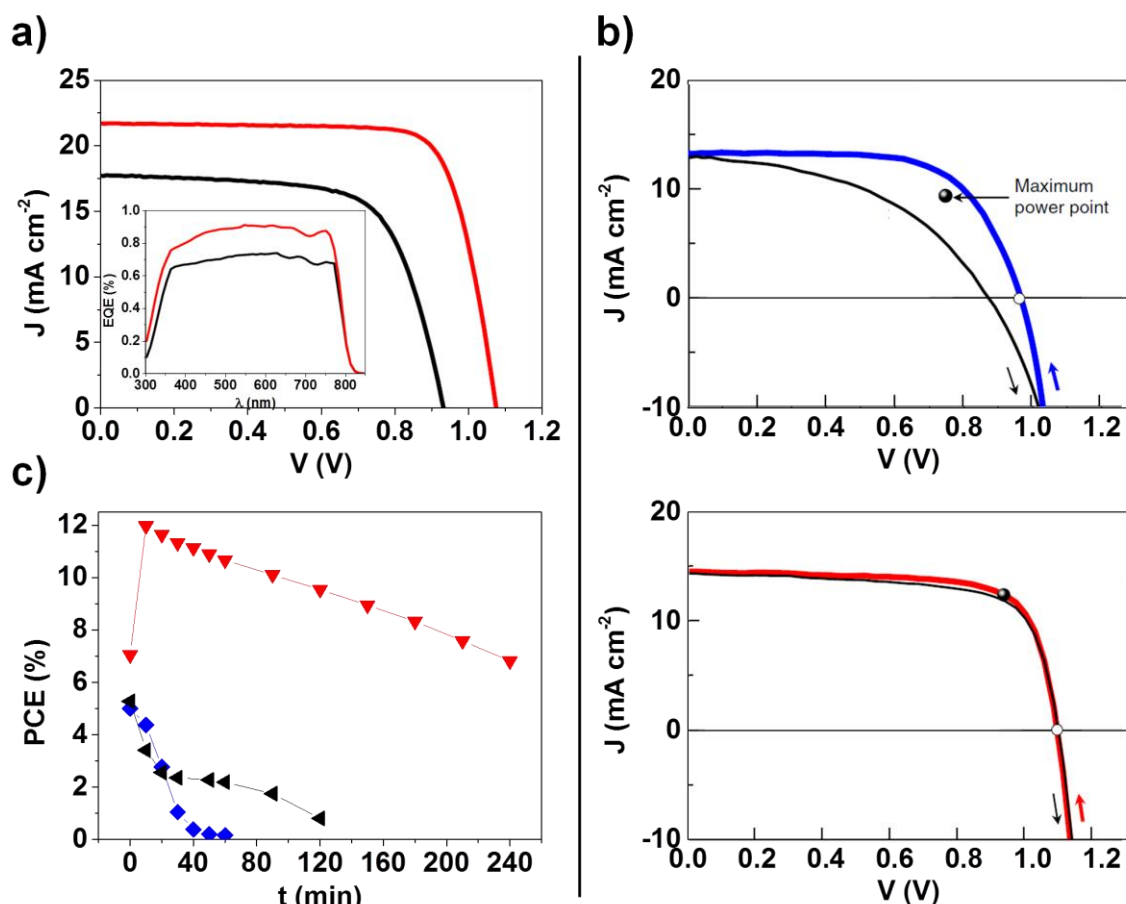 a)
25
20
15
10
5
0
J (mA cm-2)
0.0 0.2 0.4 0.6 0.8 1.0 1.2
V (V)
1.0
0.8
0.6
0.4
0.2
0.0
EQE (%)
300 400 500 600 700 800
λ (nm)
b)
20
10
0
-10
J (mA cm-2)
Maximum
power point
0.0 0.2 0.4 0.6 0.8 1.0 1.2
V (V)
c)
12
10
8
6
4
2
0
PCE (%)
0 40 80 120 160 200 240
t (min)
20
10
0
-10
J (mA cm-2)
0.0 0.2 0.4 0.6 0.8 1.0 1.2
V (V)